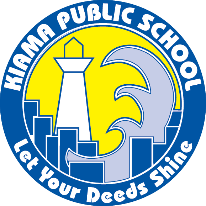 KIAMA PUBLIC SCHOOL
Let Your Deeds Shine